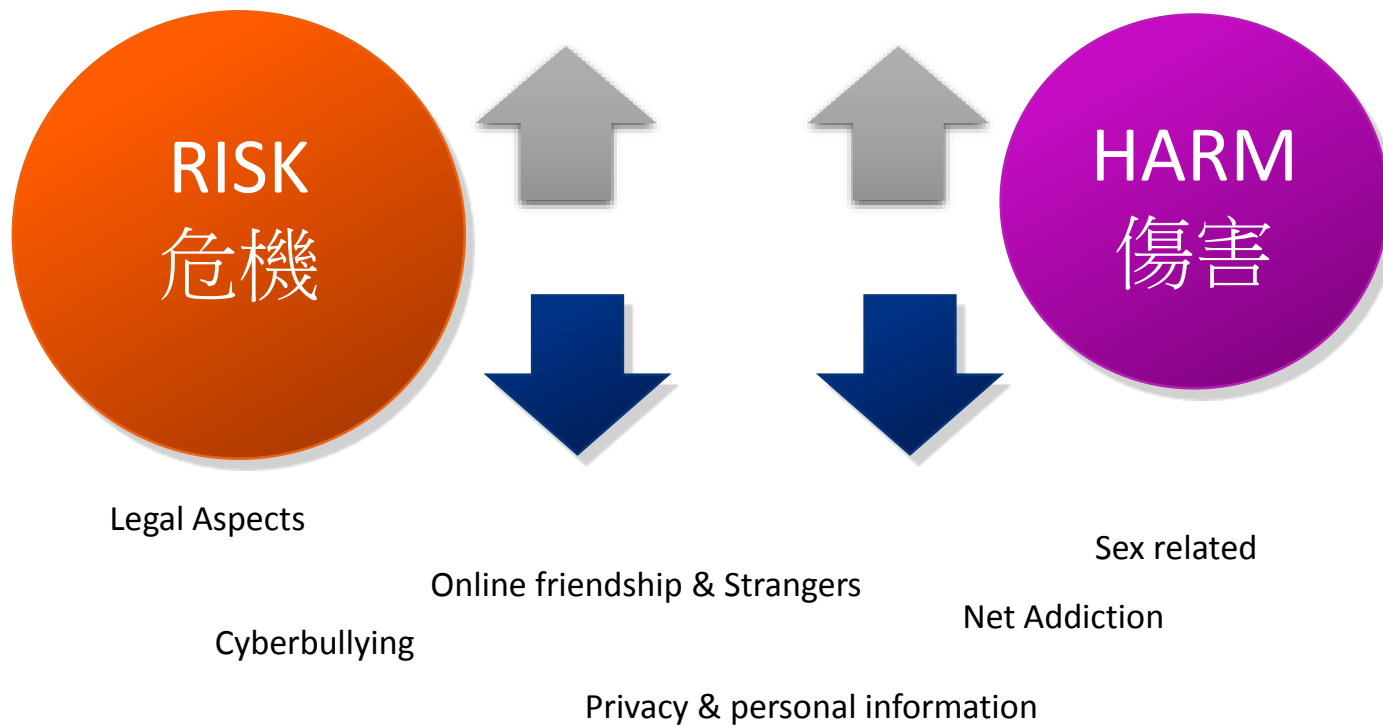 RISK
危機
HARM
傷害
Legal Aspects
Sex related
Online friendship & Strangers
Net Addiction
Cyberbullying
Privacy & personal information